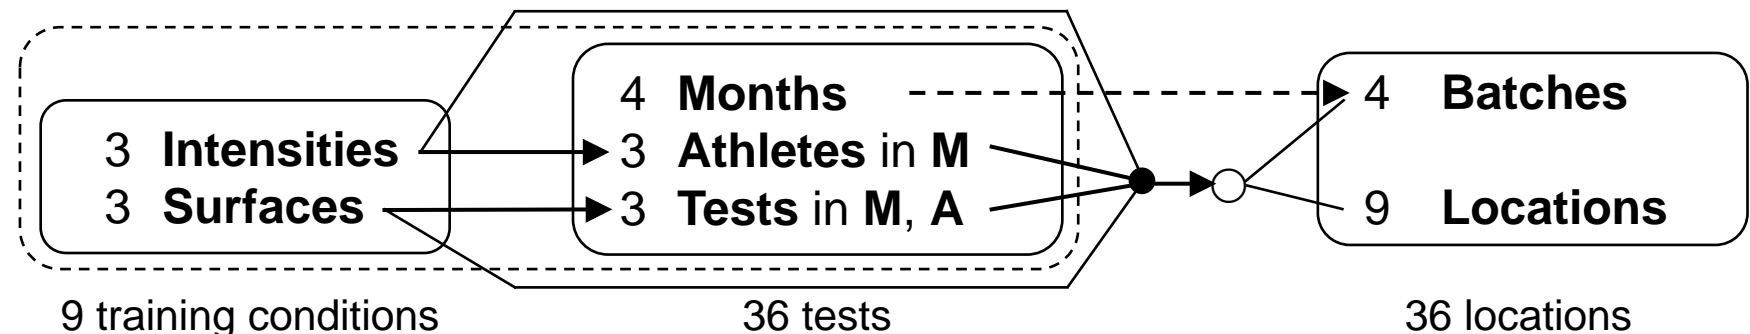 3 Intensities
3 Surfaces
9 training conditions
4 Months
3 Athletes in M
3 Tests in M, A
36 tests
4 Batches
9 Locations
36 locations